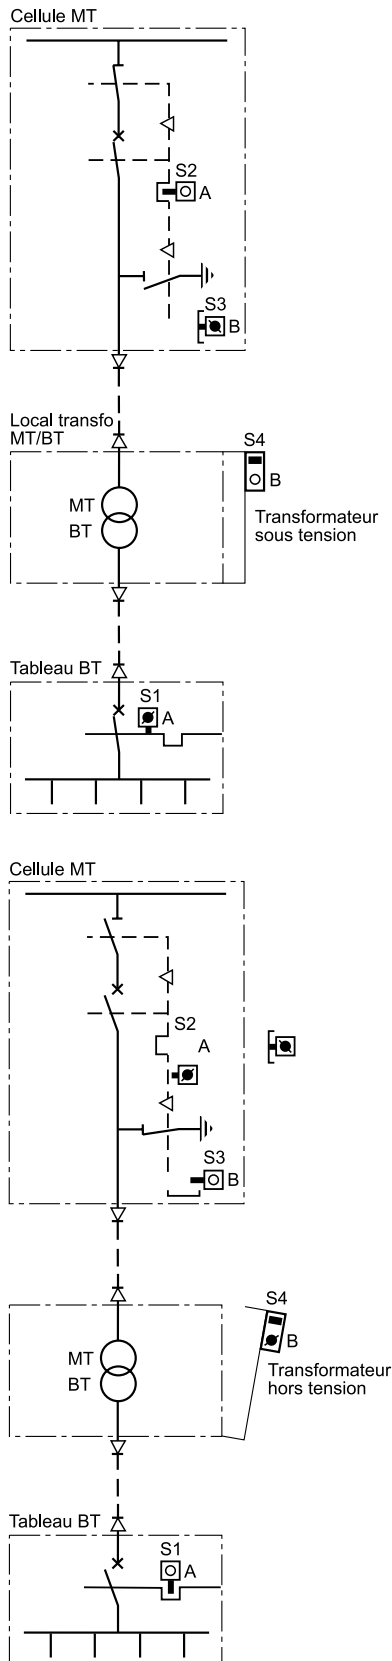 Cellule MT
S2
A
S3
B
Local transfo
MT/BT
S4
B
MT
BT
Transformateur
sous tension
Tableau BT
S1
A
Cellule MT
S2
A
S3
B
S4
B
MT
BT
Transformateur
hors tension
Tableau BT
S1
A